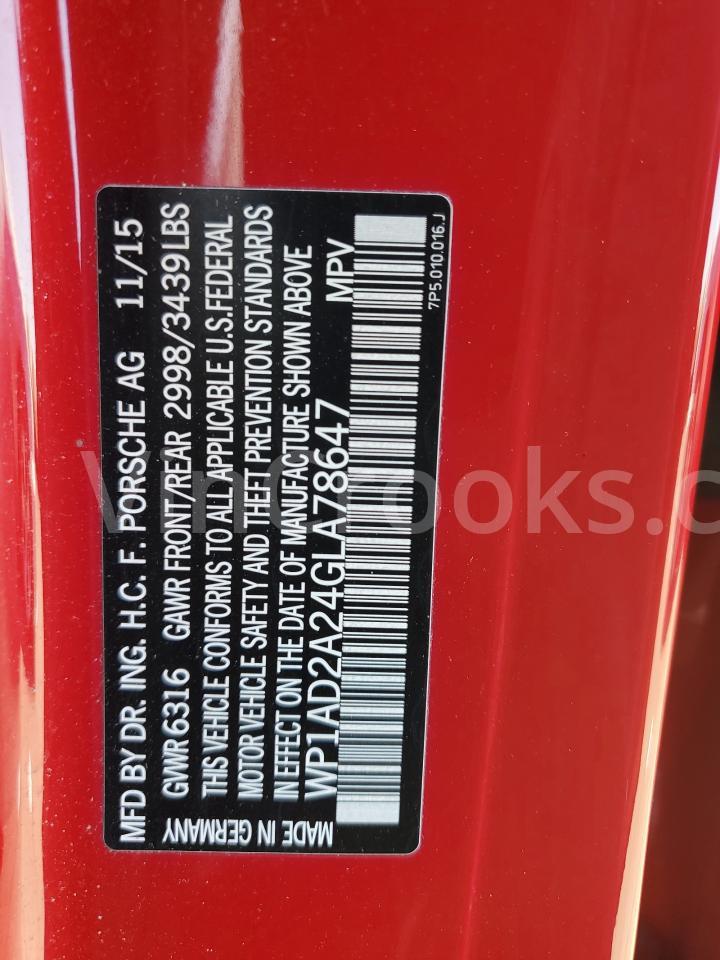 MFD BY DR. ING. H.C. F. PORSCHE AG 11/15
GVWR 6316 GAWR FRONT/REAR 2998/3439 LBS
THIS VEHICLE CONFORMS TO ALL APPLICABLE U.S. FEDERAL
MOTOR VEHICLE SAFETY AND THEFT PREVENTION STANDARDS
IN EFFECT ON THE DATE OF MANUFACTURE SHOWN ABOVE
WP1AD2A24GLA78647 MPV
MADE IN GERMANY
7P5.010.016.J
VinCrooks.c